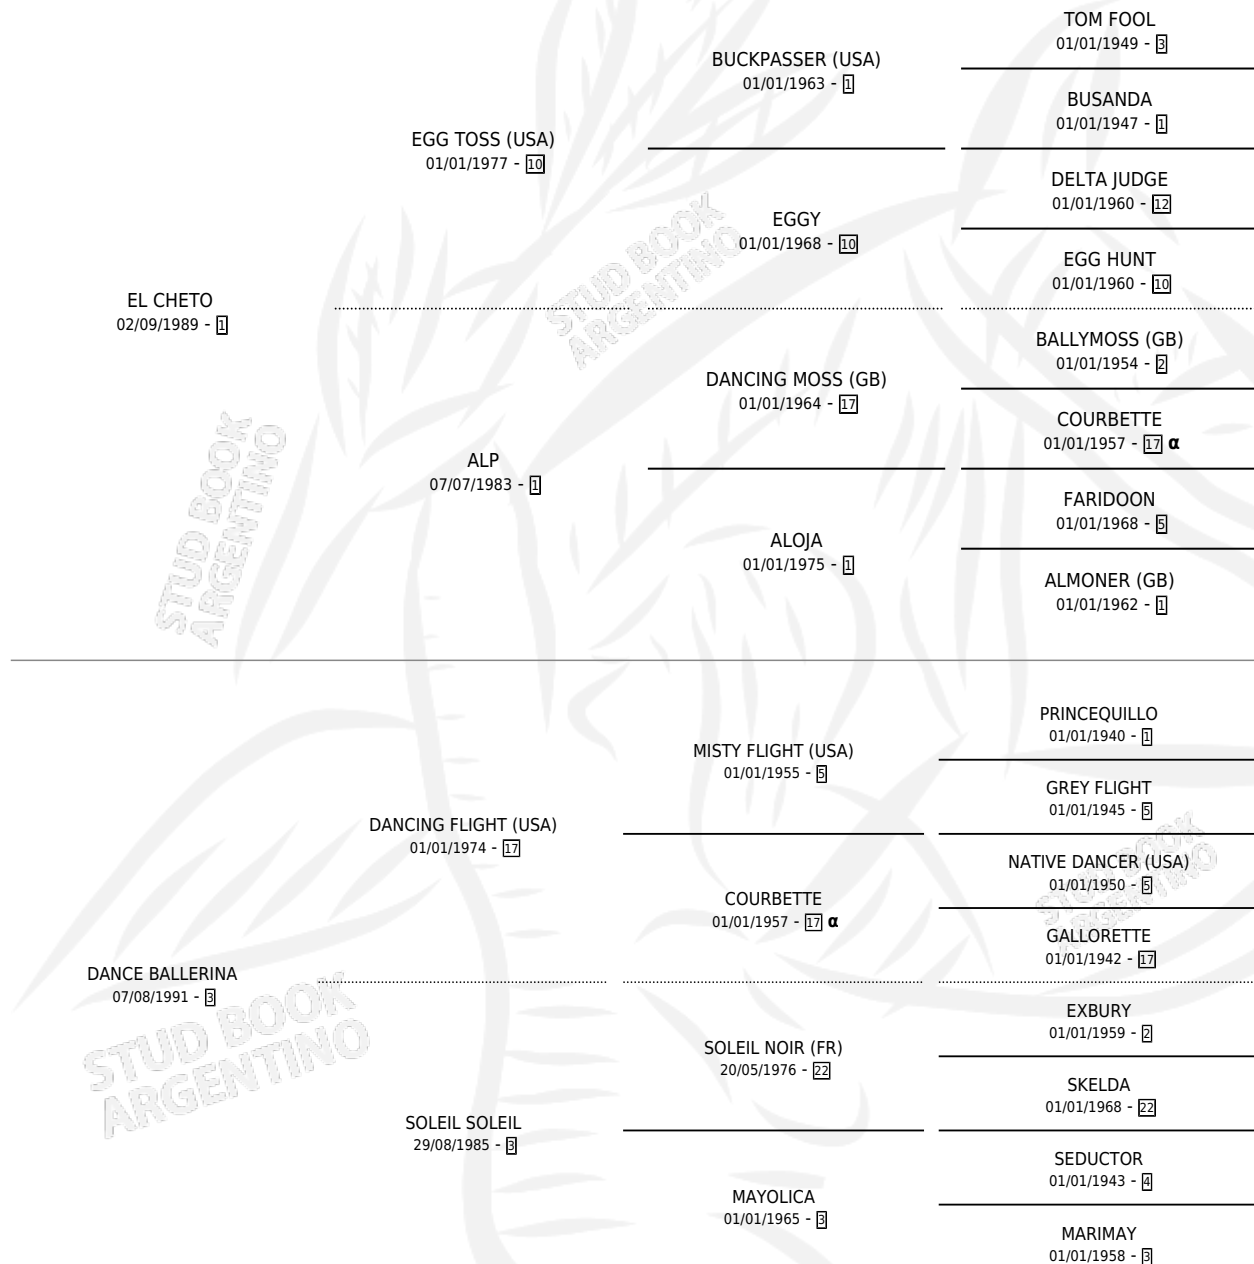 TOM FOOL
01/01/1949 - 3
BUCKPASSER (USA)
01/01/1963 - 1
BUSANDA
01/01/1947 - 1
EGG TOSS (USA)
01/01/1977 - 10
DELTA JUDGE
01/01/1960 - 12
EGGY
01/01/1968 - 10
EGG HUNT
01/01/1960 - 10
EL CHETO
02/09/1989 - 1
STUD BOOK
ARGENTINO
BALLYMOSS (GB)
01/01/1954 - 2
DANCING MOSS (GB)
01/01/1964 - 17
COURBETTE
01/01/1957 - 17 α
ALP
07/07/1983 - 1
STUD BOOK
ARGENTINO
FARIDOON
01/01/1968 - 5
ALOJA
01/01/1975 - 1
ALMONER (GB)
01/01/1962 - 1
PRINCEQUILLO
01/01/1940 - 1
MISTY FLIGHT (USA)
01/01/1955 - 5
GREY FLIGHT
01/01/1945 - 5
DANCING FLIGHT (USA)
01/01/1974 - 17
STUD BOOK
ARGENTINO
NATIVE DANCER (USA)
01/01/1950 - 5
COURBETTE
01/01/1957 - 17 α
GALLORETTE
01/01/1942 - 17
DANCE BALLERINA
07/08/1991 - 3
STUD BOOK
ARGENTINO
EXBURY
01/01/1959 - 2
SOLEIL NOIR (FR)
20/05/1976 - 22
SKELDA
01/01/1968 - 22
SOLEIL SOLEIL
29/08/1985 - 3
SEDUCTOR
01/01/1943 - 4
MAYOLICA
01/01/1965 - 3
MARIMAY
01/01/1958 - 3